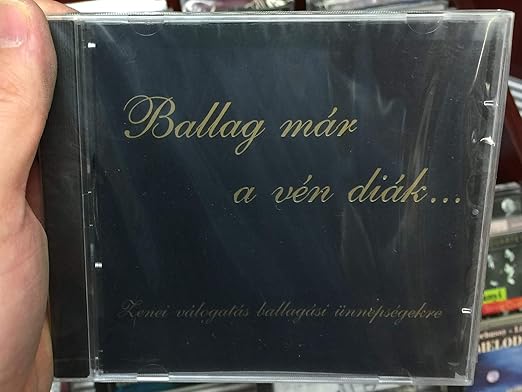 Ballag már
a vén diák...
Zenei válogatás ballagási ünnepségekre